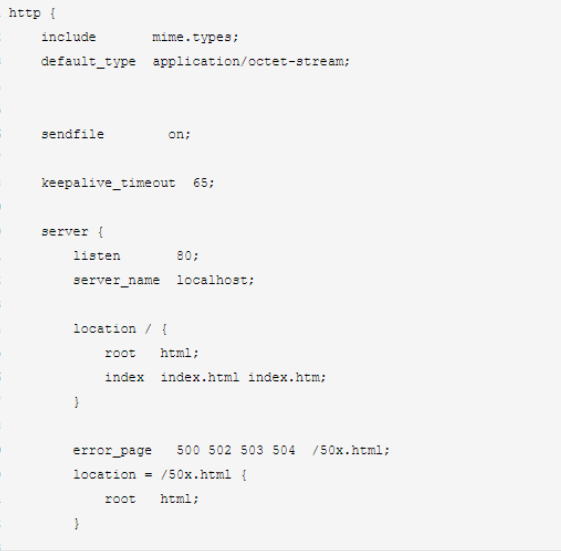 http {
    include       mime.types;
    default_type  application/octet-stream;
    sendfile        on;
    keepalive_timeout  65;
    server {
        listen       80;
        server_name  localhost;
        location / {
            root   html;
            index  index.html index.htm;
        }
        error_page   500 502 503 504  /50x.html;
        location = /50x.html {
            root   html;
        }